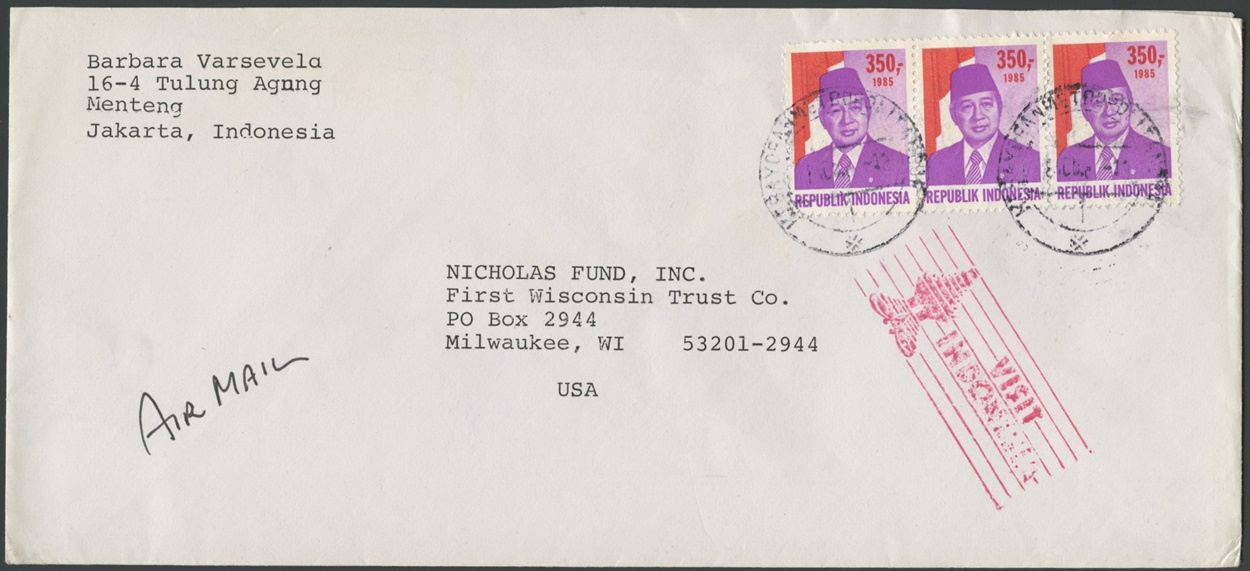 Barbara Varsevela
16-4 Tulung Agung
Menteng
Jakarta, Indonesia
350,-
1985
REPUBLIK INDONESIA
350,-
1985
REPUBLIK INDONESIA
350,-
1985
REPUBLIK INDONESIA
NICHOLAS FUND, INC.
First Wisconsin Trust Co.
PO Box 2944
Milwaukee, WI 53201-2944
USA
AIR MAIL
VISIT
INDONESIA